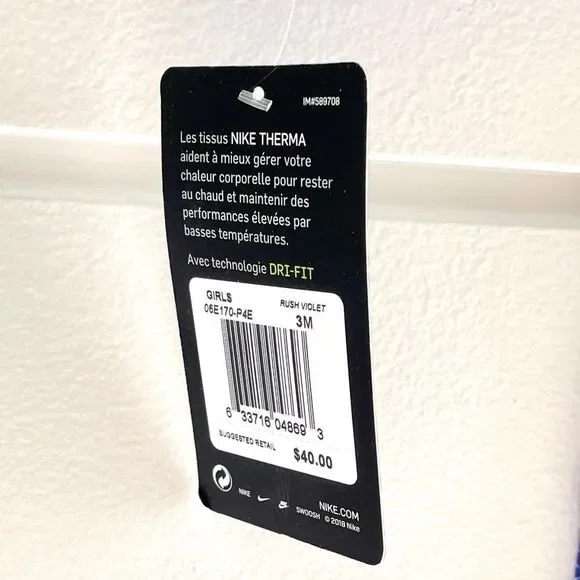 IM#589708
Les tissus NIKE THERMA
aident à mieux gérer votre
chaleur corporelle pour rester
au chaud et maintenir des
performances élevées par
basses températures.
Avec technologie DRI-FIT
GIRLS RUSH VIOLET
06E170-P4E 3M
6 33716 04869 3
SUGGESTED RETAIL $40.00
NIKE NIKE.COM
SWOOSH © 2018 Nike